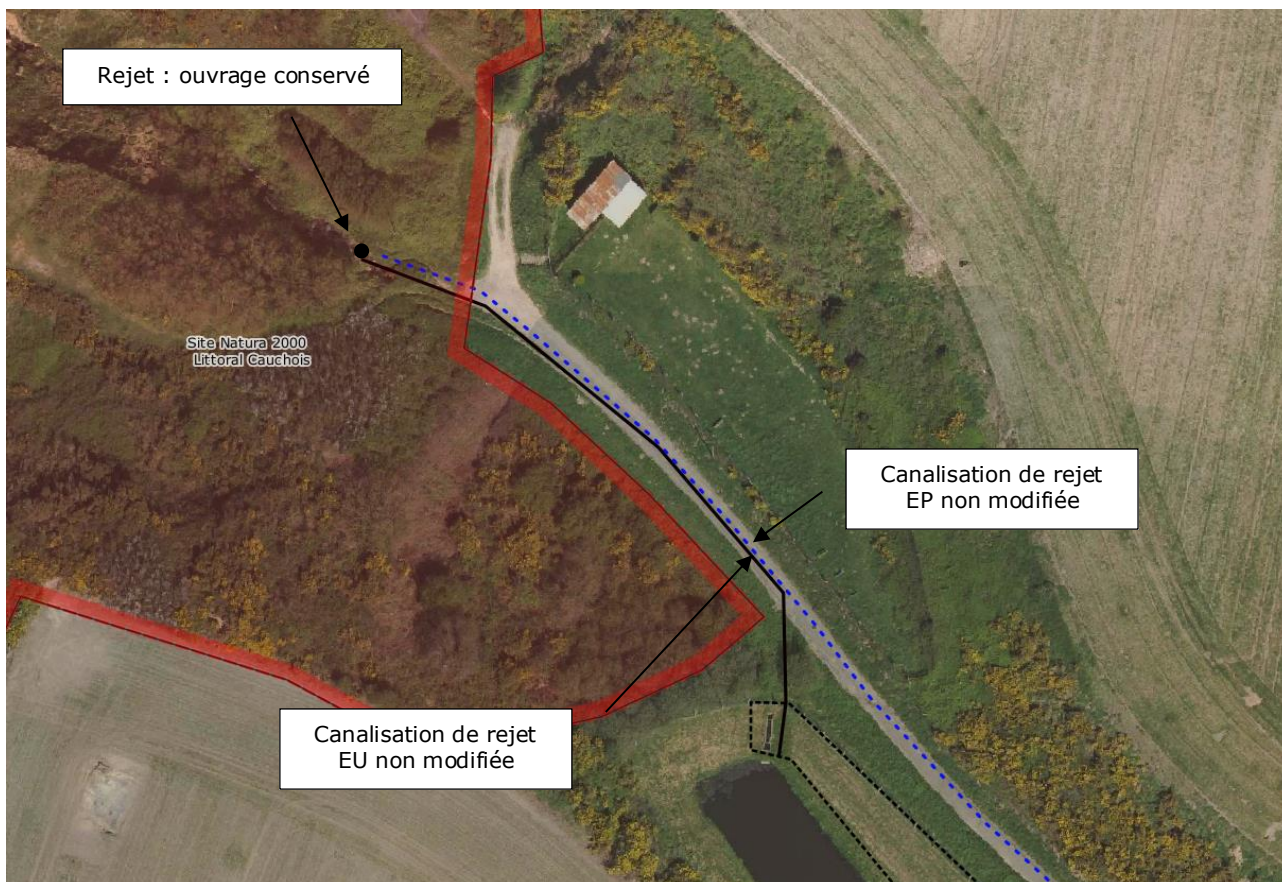 Rejet : ouvrage conservé
Site Natura 2000
Littoral Cauchois
Canalisation de rejet
EP non modifiée
Canalisation de rejet
EU non modifiée